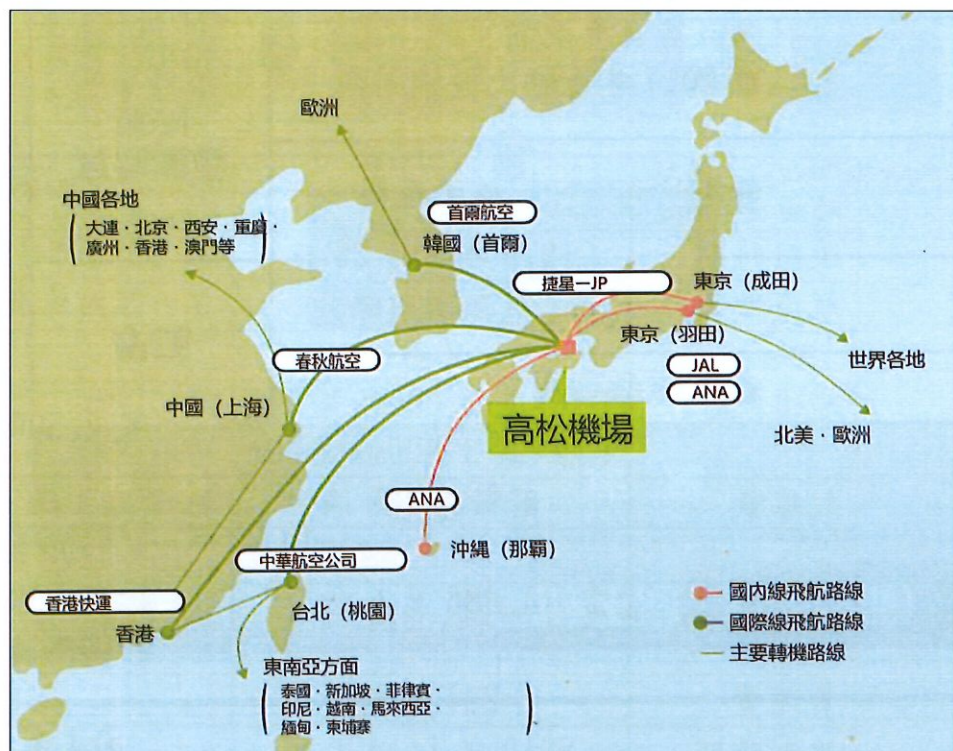 歐洲
中國各地
(大連・北京・西安・重慶・
廣州・香港・澳門等)
首爾航空
韓國(首爾)
捷星－JP
東京(成田)
東京(羽田)
世界各地
JAL
ANA
北美・歐洲
春秋航空
中國(上海)
高松機場
ANA
沖縄(那覇)
中華航空公司
台北(桃園)
香港快運
香港
東南亞方面
(泰國・新加坡・菲律賓・
印尼・越南・馬來西亞・
緬甸・柬埔寨)
國內線飛航路線
國際線飛航路線
主要轉機路線